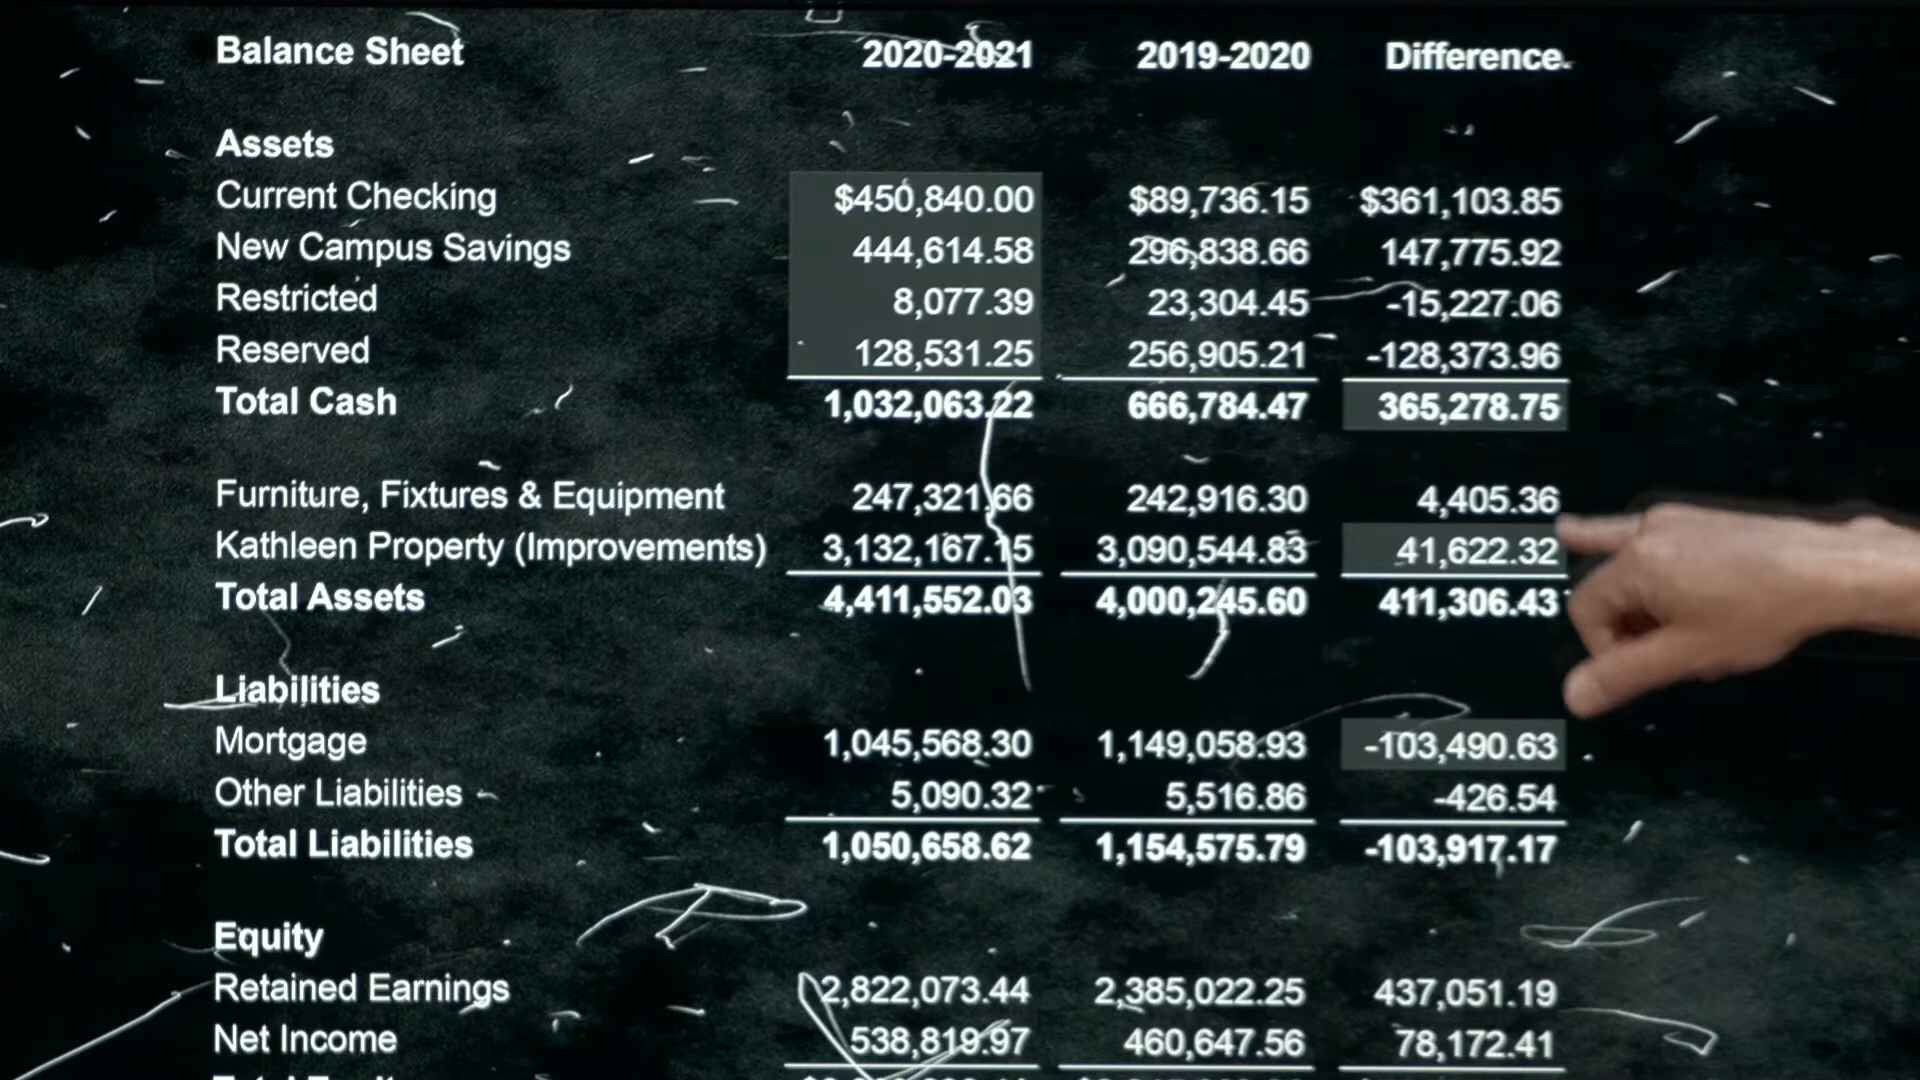 Balance Sheet 2020-2021 2019-2020 Difference
Assets
Current Checking $450,840.00 $89,736.15 $361,103.85
New Campus Savings 444,614.58 296,838.66 147,775.92
Restricted 8,077.39 23,304.45 -15,227.06
Reserved 128,531.25 256,905.21 -128,373.96
Total Cash 1,032,063.22 666,784.47 365,278.75
Furniture, Fixtures & Equipment 247,321.66 242,916.30 4,405.36
Kathleen Property (Improvements) 3,132,167.15 3,090,544.83 41,622.32
Total Assets 4,411,552.03 4,000,245.60 411,306.43
Liabilities
Mortgage 1,045,568.30 1,149,058.93 -103,490.63
Other Liabilities 5,090.32 5,516.86 -426.54
Total Liabilities 1,050,658.62 1,154,575.79 -103,917.17
Equity
Retained Earnings 2,822,073.44 2,385,022.25 437,051.19
Net Income 538,819.97 460,647.56 78,172.41